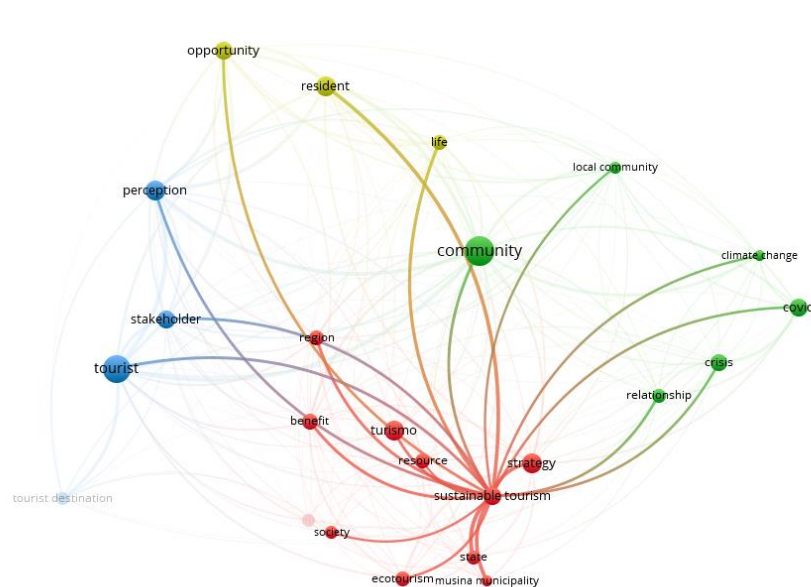 opportunity
resident
life
local community
perception
community
climate change
covid
stakeholder
region
tourist
crisis
relationship
benefit
turismo
resource
strategy
sustainable tourism
tourist destination
society
state
ecotourism
musina municipality